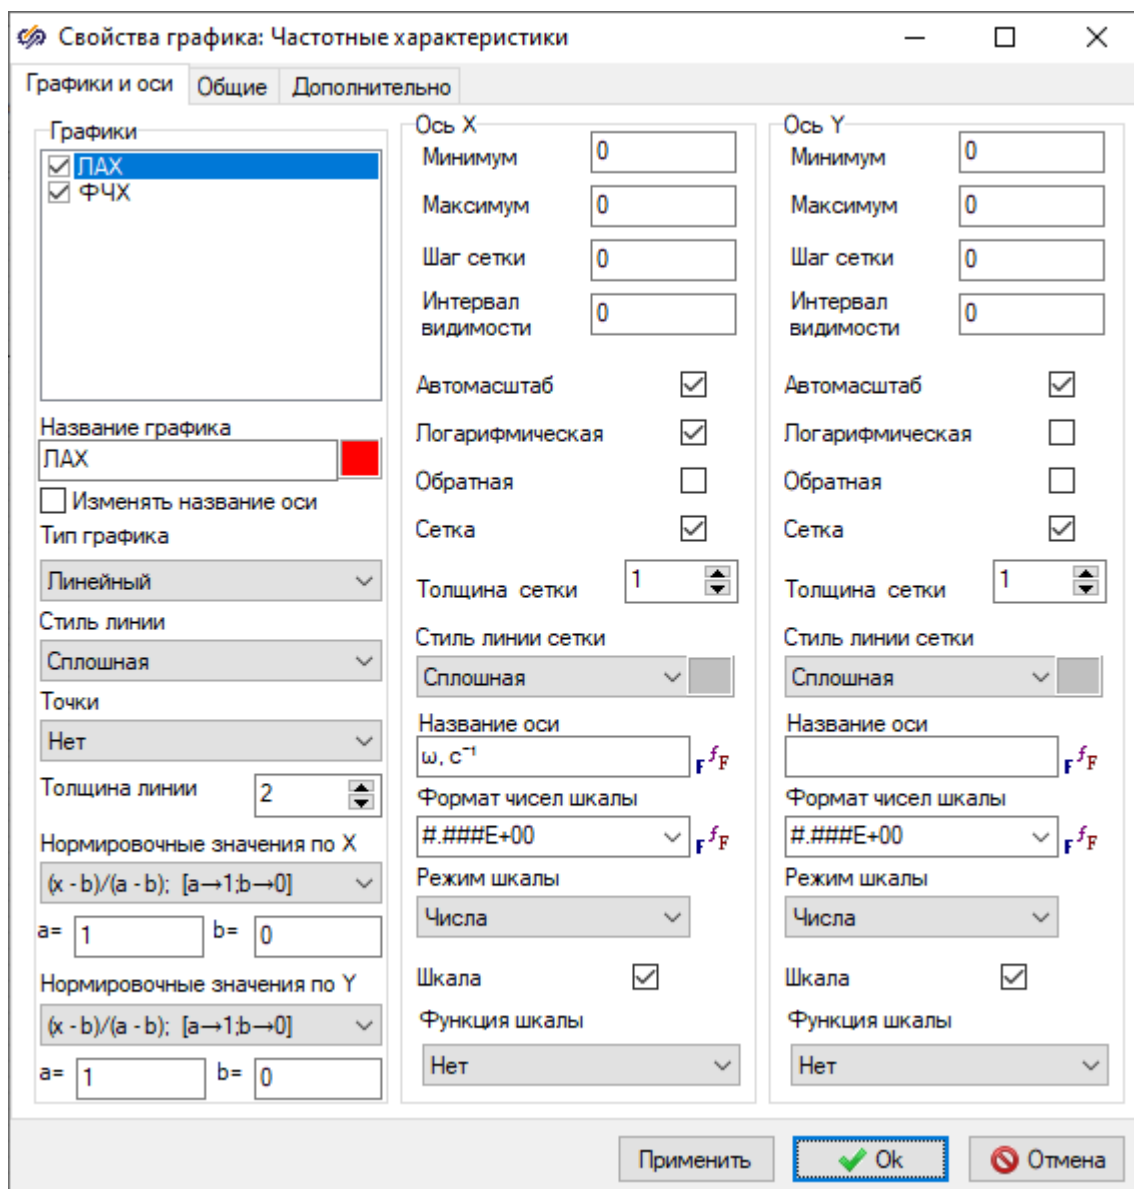 Свойства графика: Частотные характеристики
Графики и оси Общие Дополнительно
Графики
ЛАХ
ФЧХ
Название графика
ЛАХ
Изменять название оси
Тип графика
Линейный
Стиль линии
Сплошная
Точки
Нет
Толщина линии 2
Нормировочные значения по X
(x - b)/(a - b); [a→1;b→0]
a= 1 b= 0
Нормировочные значения по Y
(x - b)/(a - b); [a→1;b→0]
a= 1 b= 0
Ось X
Минимум 0
Максимум 0
Шаг сетки 0
Интервал
видимости 0
Автомасштаб
Логарифмическая
Обратная
Сетка
Толщина сетки 1
Стиль линии сетки
Сплошная
Название оси
ω, с⁻¹ FfF
Формат чисел шкалы
#.###E+00 FfF
Режим шкалы
Числа
Шкала
Функция шкалы
Нет
Ось Y
Минимум 0
Максимум 0
Шаг сетки 0
Интервал
видимости 0
Автомасштаб
Логарифмическая
Обратная
Сетка
Толщина сетки 1
Стиль линии сетки
Сплошная
Название оси
FfF
Формат чисел шкалы
#.###E+00 FfF
Режим шкалы
Числа
Шкала
Функция шкалы
Нет
Применить Ok Отмена